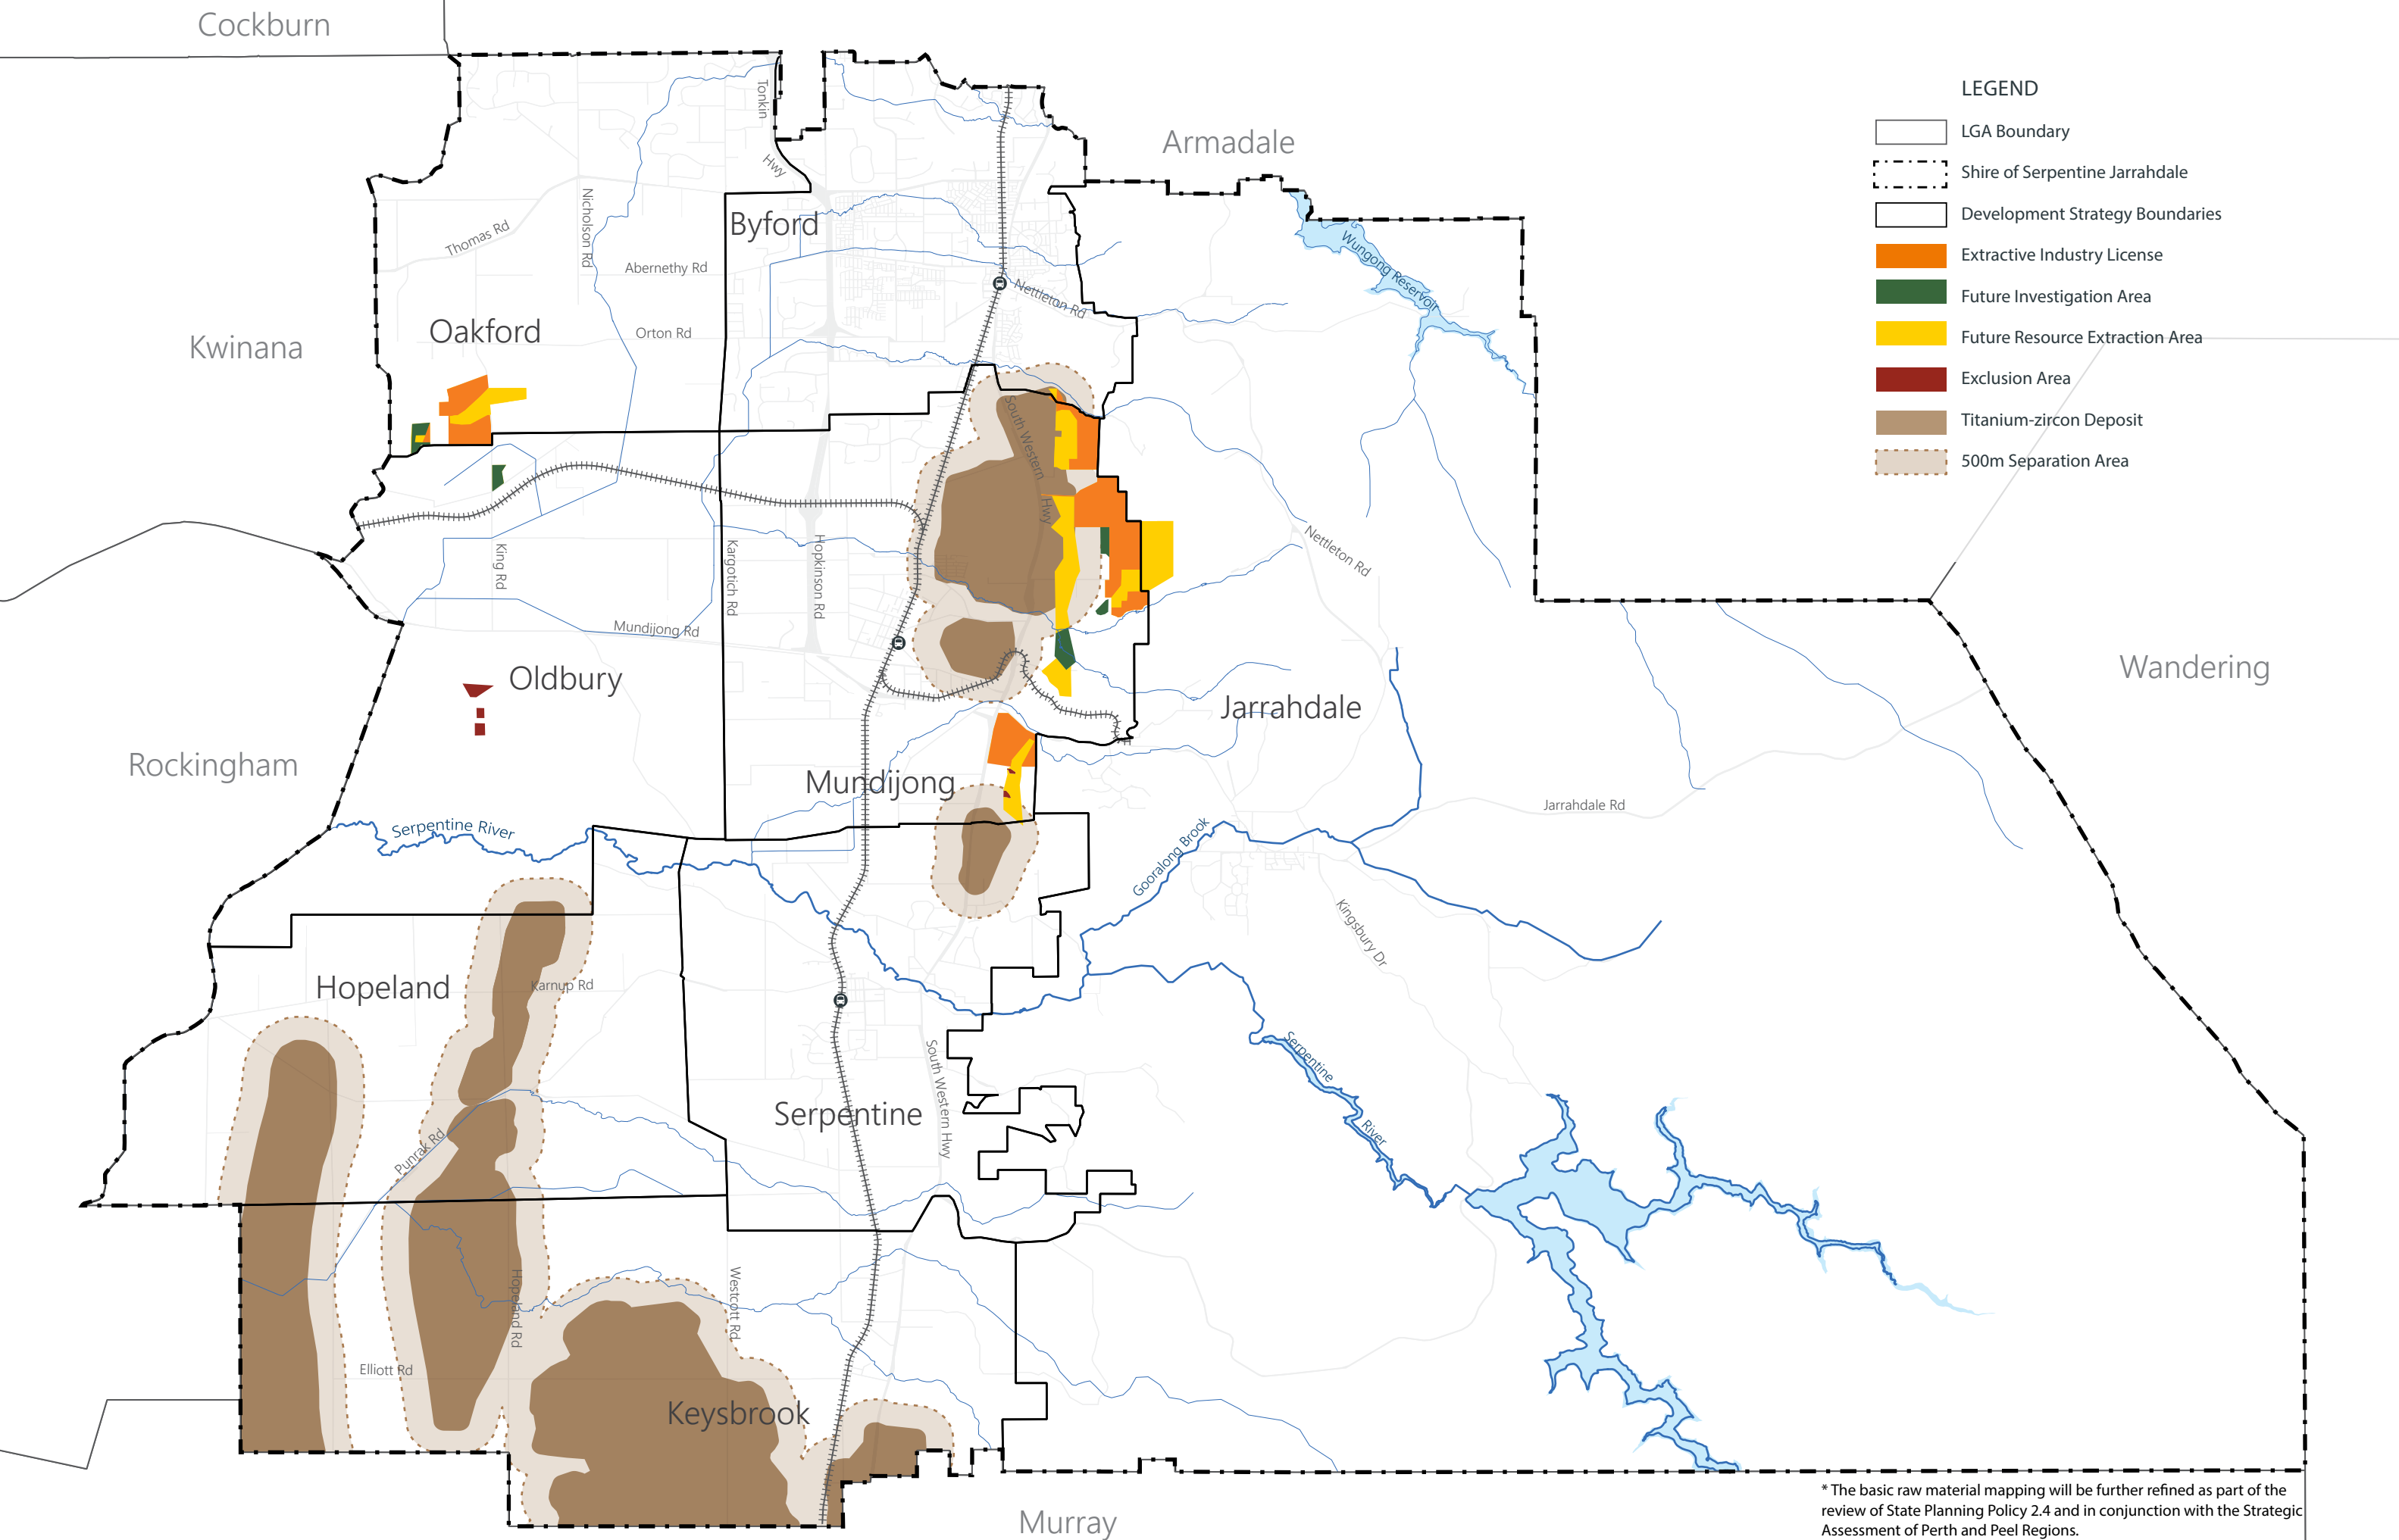 Cockburn
Armadale
Kwinana
Rockingham
Wandering
Murray
Tonkin
Hwy
Byford
Nicholson Rd
Thomas Rd
Abernethy Rd
Orton Rd
Oakford
Nettleton Rd
Wungong Reservoir
South Western
Hwy
Nettleton Rd
King Rd
Kargotich Rd
Hopkinson Rd
Mundijong Rd
Oldbury
Jarrahdale
Mundijong
Jarrahdale Rd
Serpentine River
Gooralong Brook
Kingsbury Dr
Hopeland
Karnup Rd
Serpentine
River
South Western Hwy
Serpentine
Punrak Rd
Hopeland Rd
Westcott Rd
Elliott Rd
Keysbrook
LEGEND
LGA Boundary
Shire of Serpentine Jarrahdale
Development Strategy Boundaries
Extractive Industry License
Future Investigation Area
Future Resource Extraction Area
Exclusion Area
Titanium-zircon Deposit
500m Separation Area
* The basic raw material mapping will be further refined as part of the
review of State Planning Policy 2.4 and in conjunction with the Strategic
Assessment of Perth and Peel Regions.